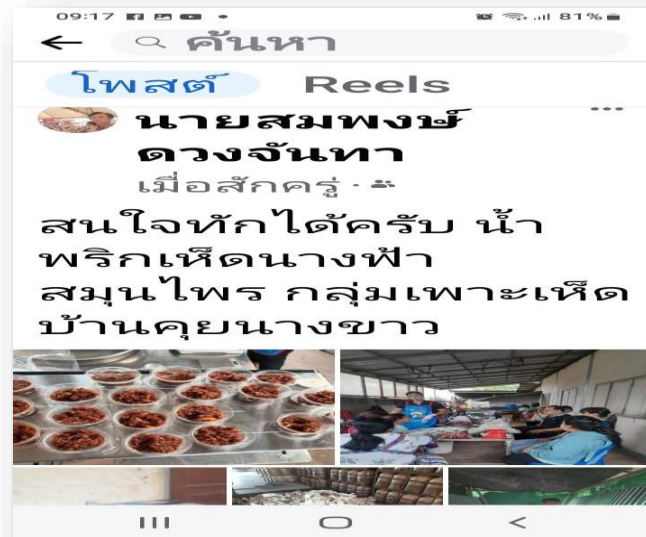 09:17
81%
ค้นหา
โพสต์ Reels
นายสมพงษ์
ดวงจันทา
เมื่อสักครู่ ·
สนใจทักได้ครับ น้ำ
พริกเห็ดนางฟ้า
สมุนไพร กลุ่มเพาะเห็ด
บ้านคุยนางขาว